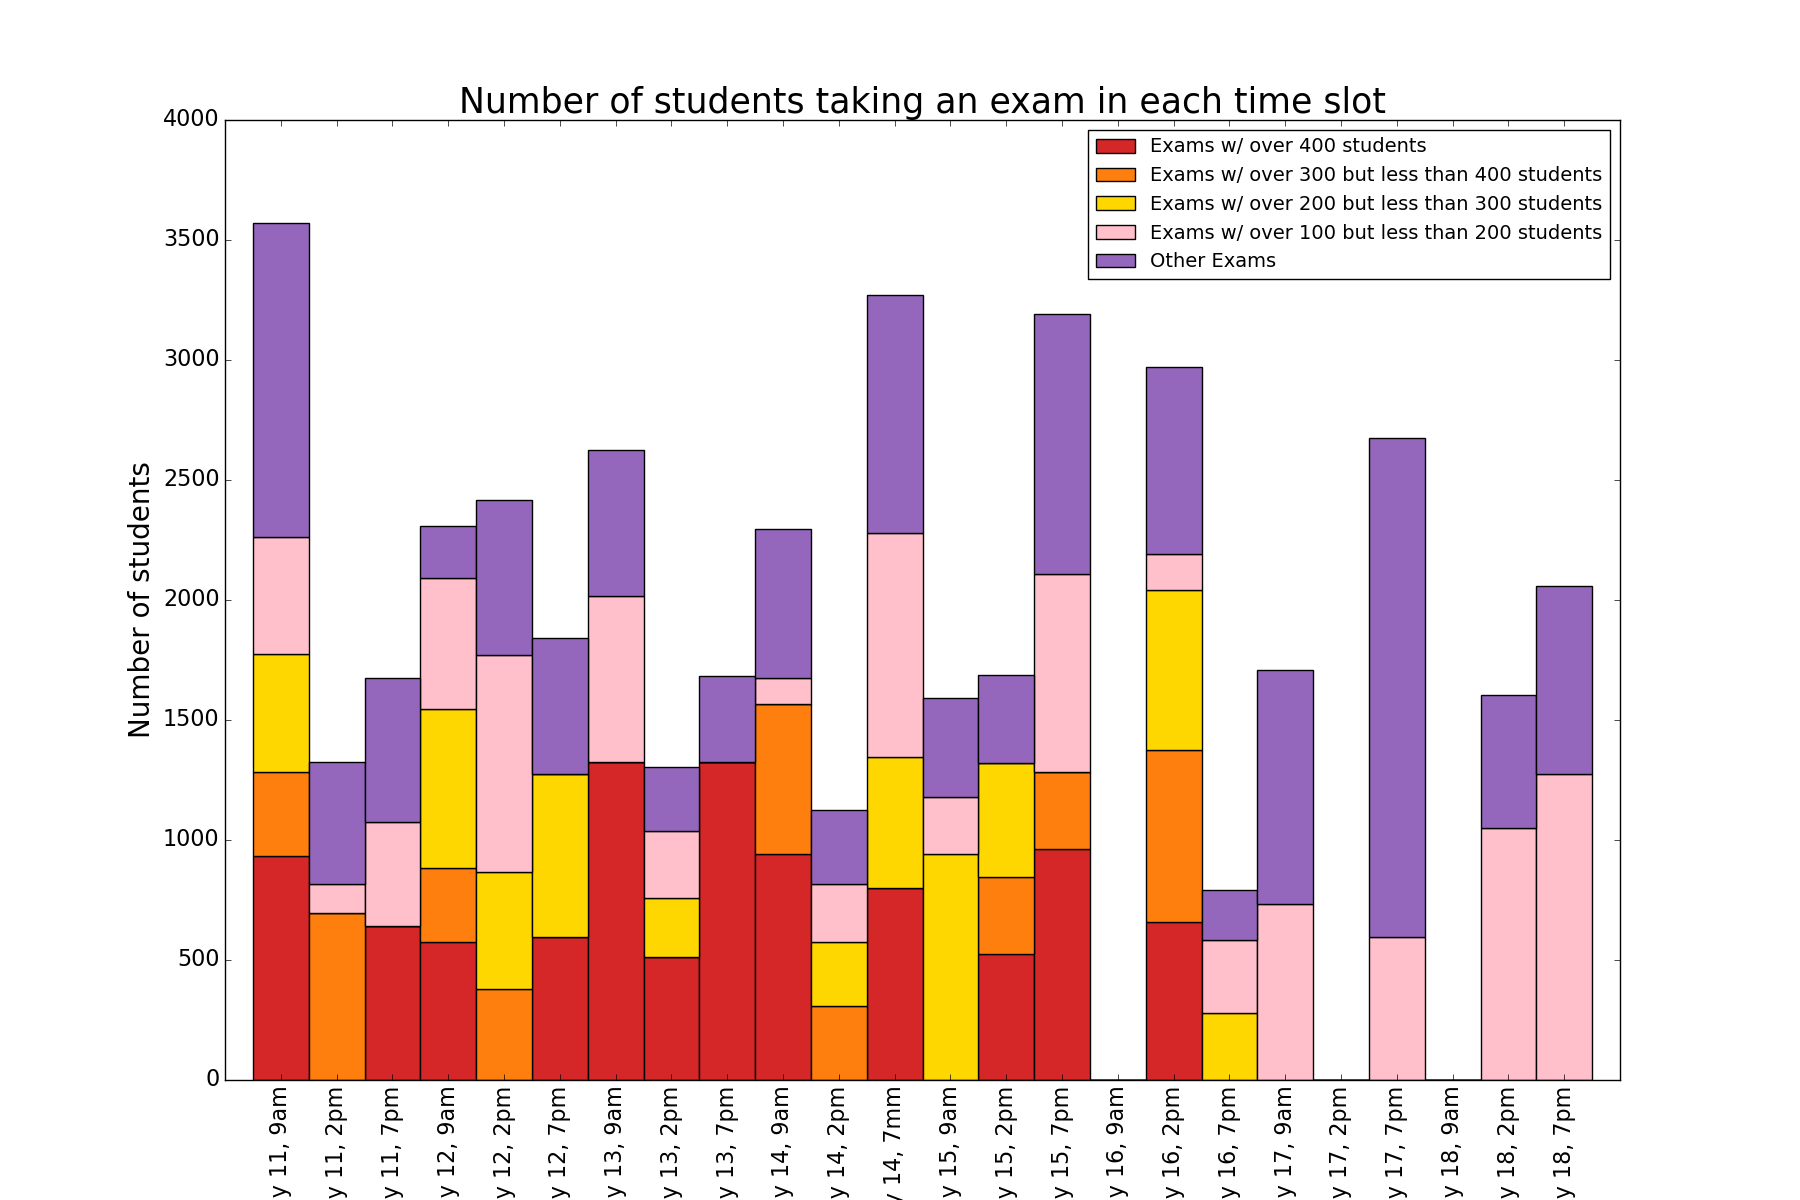 Number of students taking an exam in each time slot
Exams w/ over 400 students
Exams w/ over 300 but less than 400 students
Exams w/ over 200 but less than 300 students
Exams w/ over 100 but less than 200 students
Other Exams
Number of students
4000
3500
3000
2500
2000
1500
1000
500
0
y 11, 9am
y 11, 2pm
y 11, 7pm
y 12, 9am
y 12, 2pm
y 12, 7pm
y 13, 9am
y 13, 2pm
y 13, 7pm
y 14, 9am
y 14, 2pm
y 14, 7mm
y 15, 9am
y 15, 2pm
y 15, 7pm
y 16, 9am
y 16, 2pm
y 16, 7pm
y 17, 9am
y 17, 2pm
y 17, 7pm
y 18, 9am
y 18, 2pm
y 18, 7pm